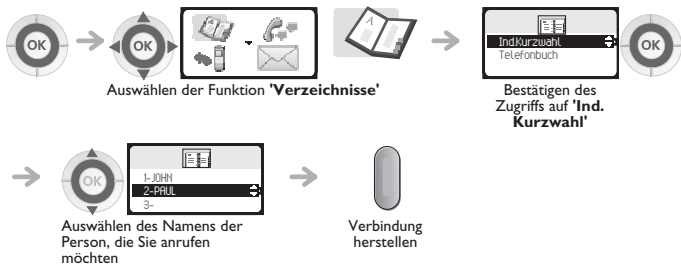 OK
OK
A
Ind.Kurzwahl
Telefonbuch
OK
Auswählen der Funktion 'Verzeichnisse'
Bestätigen des
Zugriffs auf 'Ind.
Kurzwahl'
OK
1-JOHN
2-PAUL
3-
Auswählen des Namens der
Person, die Sie anrufen
möchten
Verbindung
herstellen